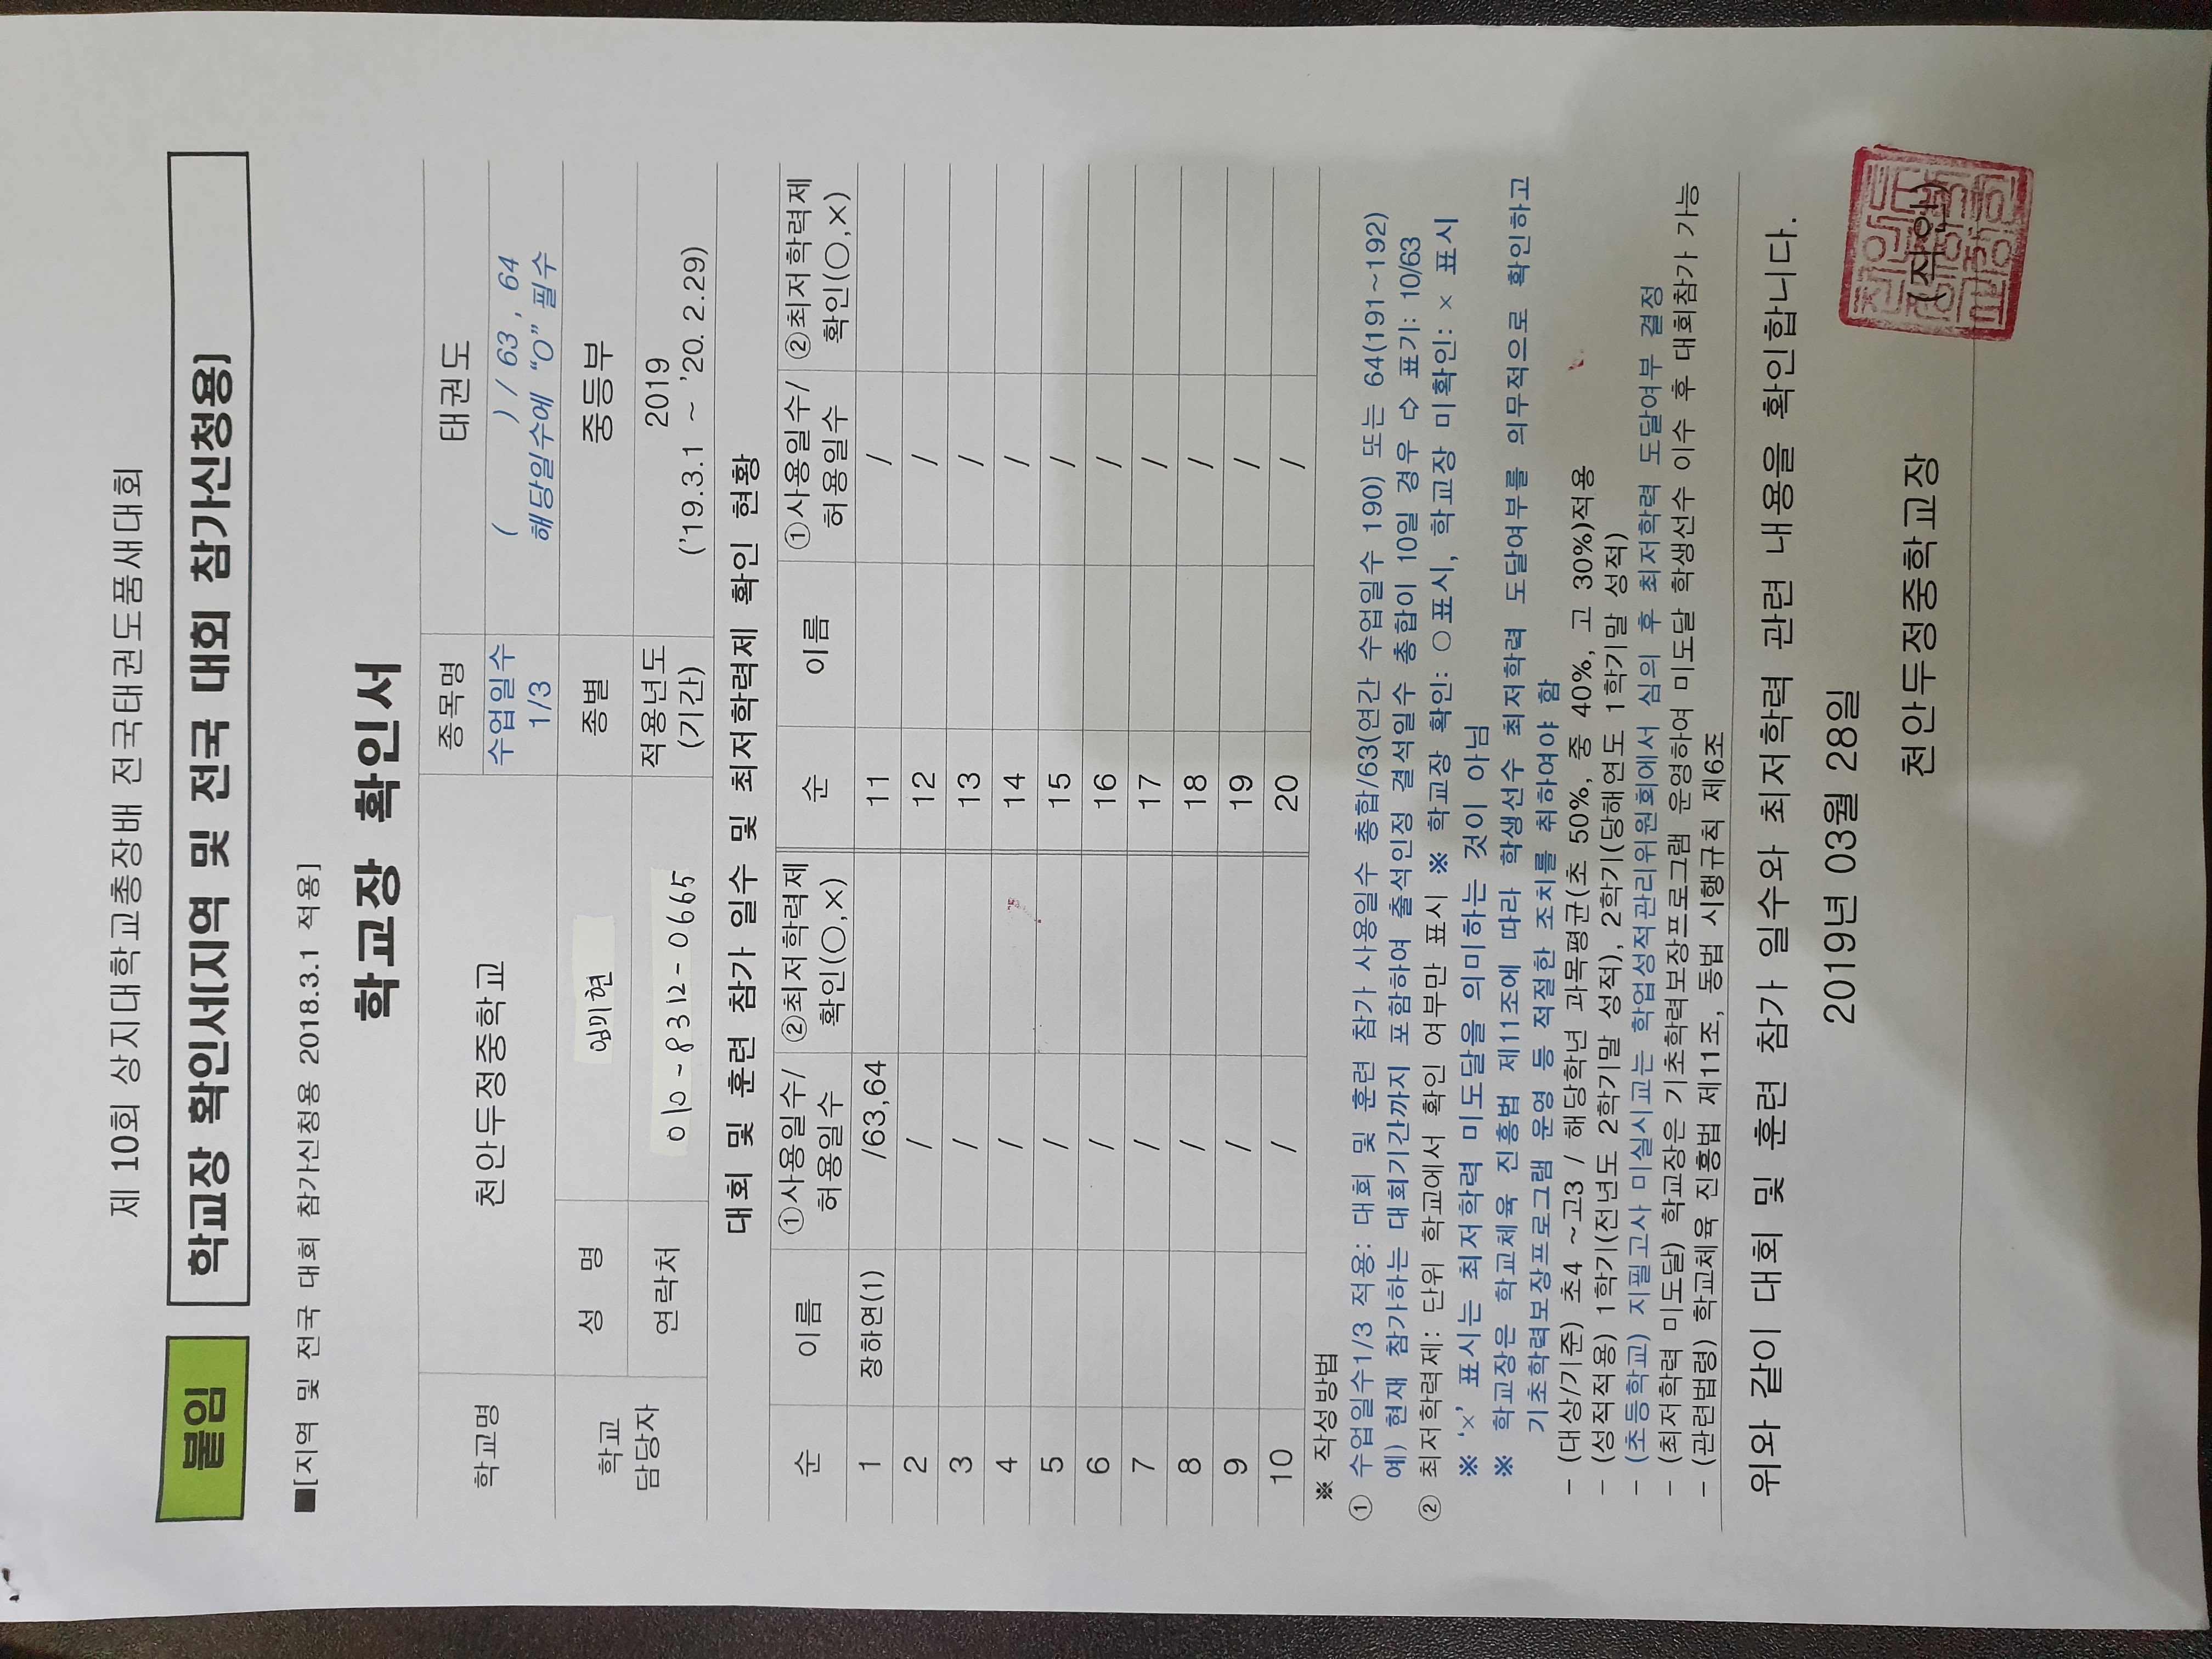 제 10회 상지대학교총장배 전국태권도품새대회
붙임
학교장 확인서[지역 및 전국 대회 참가신청용]
■[지역 및 전국 대회 참가신청용 2018.3.1 적용]
학교장 확인서
학교명 천안두정중학교 종목명 태권도
수업일수 1/3 ( ) / 63 , 64
해당일수에 “O” 필수
학교 담당자 성 명 엄기현 종별 중등부
연락처 010-8312-0665 적용년도 (기간) 2019
('19.3.1 ~ '20. 2.29)
대회 및 훈련 참가 일수 및 최저학력제 확인 현황
순 이름 ①사용일수/허용일수 ②최저학력제 확인(○,×) 순 이름 ①사용일수/허용일수 ②최저학력제 확인(○,×)
1 장하연(1) /63,64 11 /
2 / 12 /
3 / 13 /
4 / 14 /
5 / 15 /
6 / 16 /
7 / 17 /
8 / 18 /
9 / 19 /
10 / 20 /
※ 작성방법
① 수업일수1/3 적용: 대회 및 훈련 참가 사용일수 총합/63(연간 수업일수 190) 또는 64(191~192)
예) 현재 참가하는 대회기간까지 포함하여 출석인정 결석일수 총합이 10일 경우 ⇨ 표기: 10/63
② 최저학력제: 단위 학교에서 확인 여부만 표시 ※ 학교장 확인: ○표시, 학교장 미확인: × 표시
※ ‘×’ 표시는 최저학력 미도달을 의미하는 것이 아님
※ 학교장은 학교체육 진흥법 제11조에 따라 학생선수 최저학력 도달여부를 의무적으로 확인하고
기초학력보장프로그램 운영 등 적절한 조치를 취하여야 함
- (대상/기준) 초4 ~고3 / 해당학년 과목평균(초 50%, 중 40%, 고 30%)적용
- (성적적용) 1학기(전년도 2학기말 성적), 2학기(당해연도 1학기말 성적)
- (초등학교) 지필고사 미실시교는 학업성적관리위원회에서 심의 후 최저학력 도달여부 결정
- (최저학력 미도달) 학교장은 기초학력보장프로그램 운영하여 미도달 학생선수 이수 후 대회참가 가능
- (관련법령) 학교체육 진흥법 제11조, 동법 시행규칙 제6조
위와 같이 대회 및 훈련 참가 일수와 최저학력 관련 내용을 확인합니다.
2019년 03월 28일
천안두정중학교장 (직인)